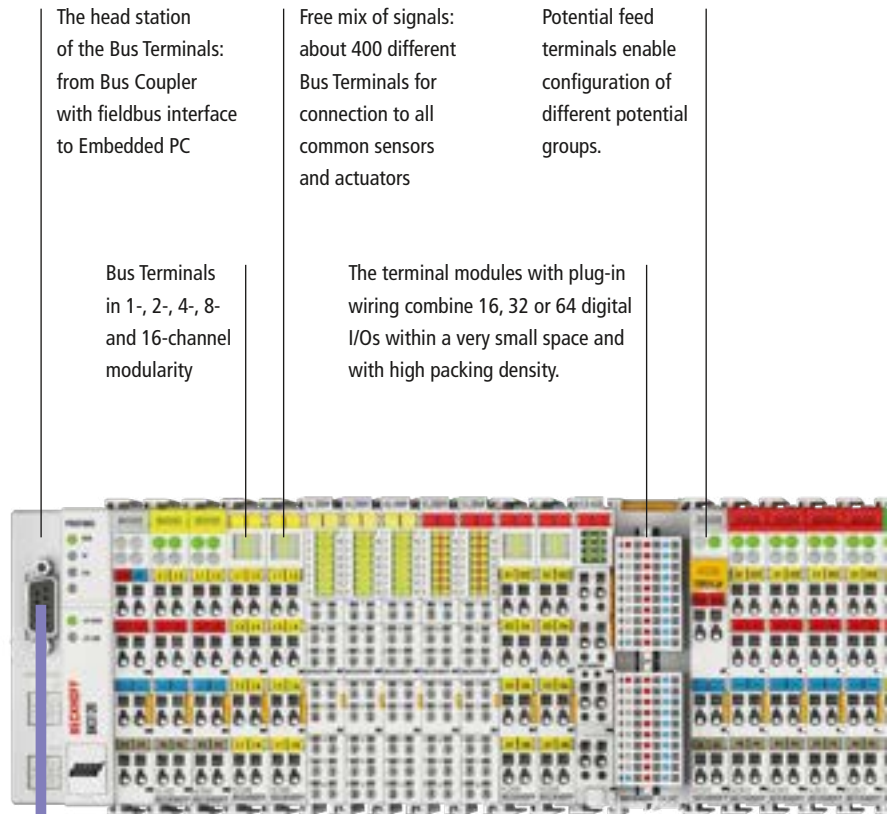 The head station
of the Bus Terminals:
from Bus Coupler
with fieldbus interface
to Embedded PC
Free mix of signals:
about 400 different
Bus Terminals for
connection to all
common sensors
and actuators
Potential feed
terminals enable
configuration of
different potential
groups.
Bus Terminals
in 1-, 2-, 4-, 8-
and 16-channel
modularity
The terminal modules with plug-in
wiring combine 16, 32 or 64 digital
I/Os within a very small space and
with high packing density.
BECKHOFF